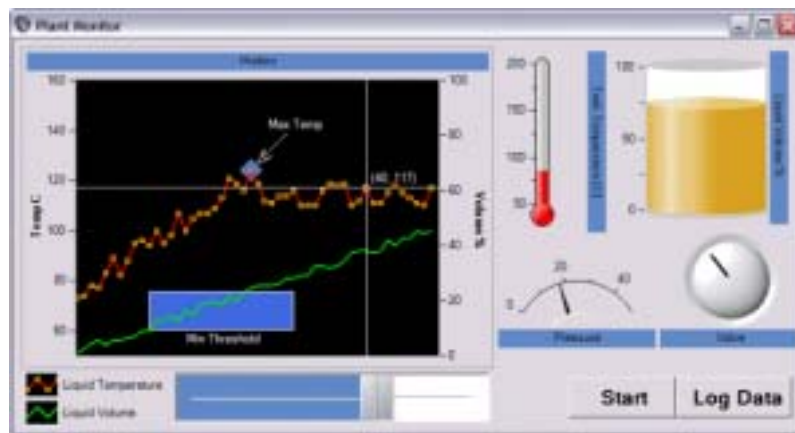 Plant Monitor
History
160
140
120
100
80
60
Temp C
100
80
60
40
20
0
Volume %
Max Temp
(40, 117)
Min Threshold
Liquid Temperature
Liquid Volume
200
150
100
50
100
50
0
0
20
40
Pressure
Valve
Start
Log Data